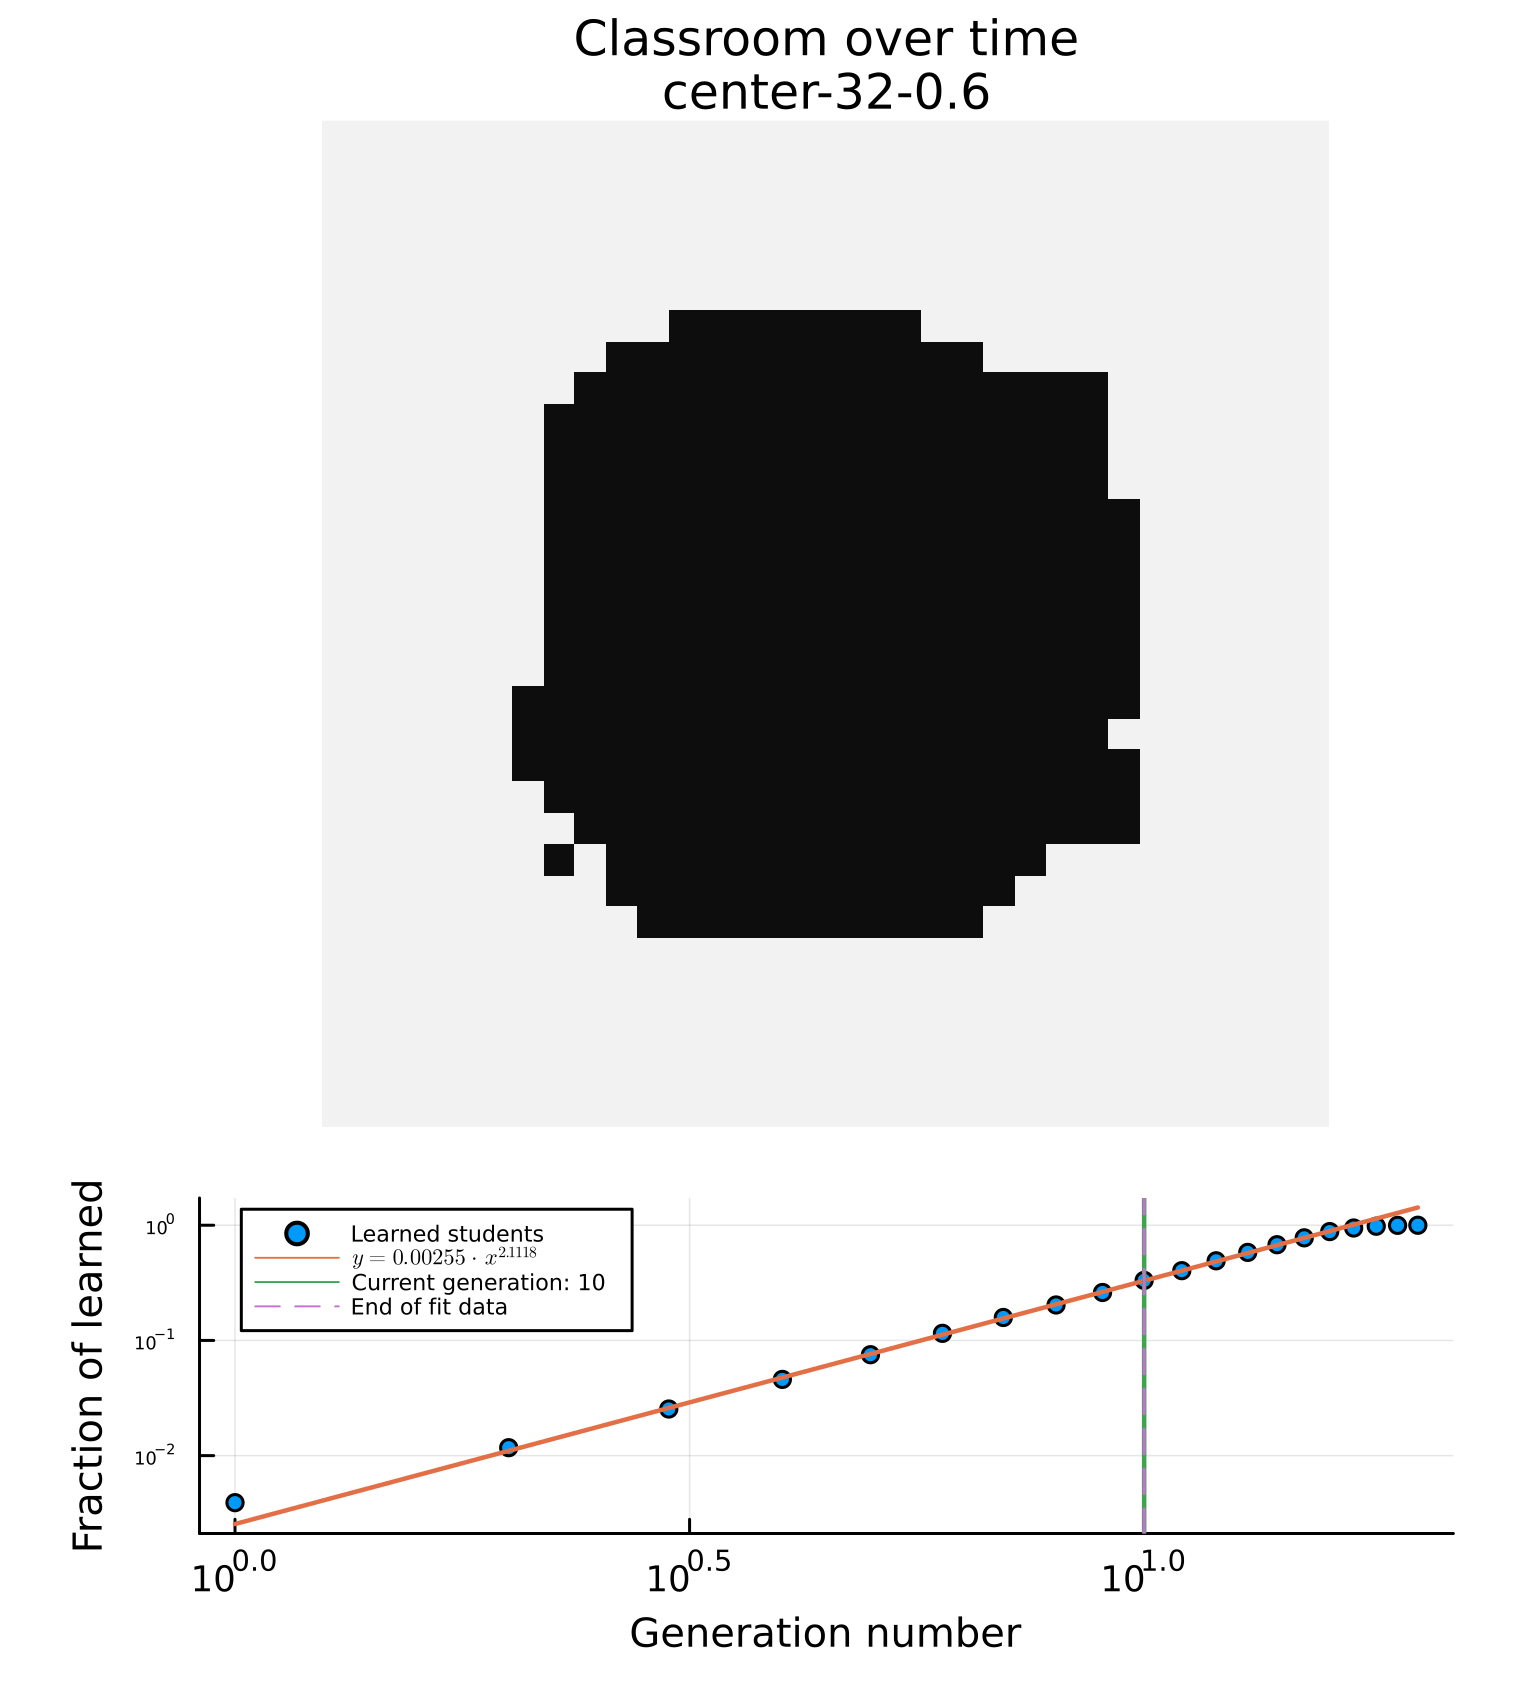 Classroom over time
center-32-0.6
Fraction of learned
10⁰
10⁻¹
10⁻²
Learned students
y = 0.00255 · x^2.1118
Current generation: 10
End of fit data
10^0.0 10^0.5 10^1.0
Generation number